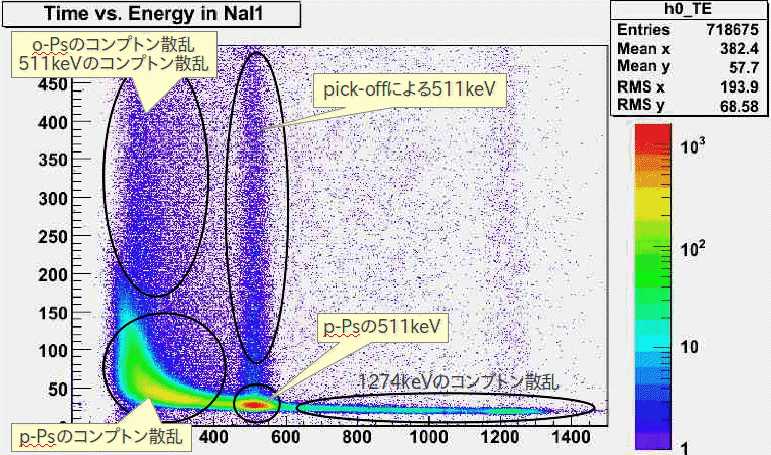 Time vs. Energy in NaI1
h0_TE
Entries 718675
Mean x 382.4
Mean y 57.7
RMS x 193.9
RMS y 68.58
o-Psのコンプトン散乱
511keVのコンプトン散乱
pick-offによる511keV
p-Psの511keV
1274keVのコンプトン散乱
p-Psのコンプトン散乱
450
400
350
300
250
200
150
100
50
400 600 800 1000 1200 1400
10³
10²
10
1